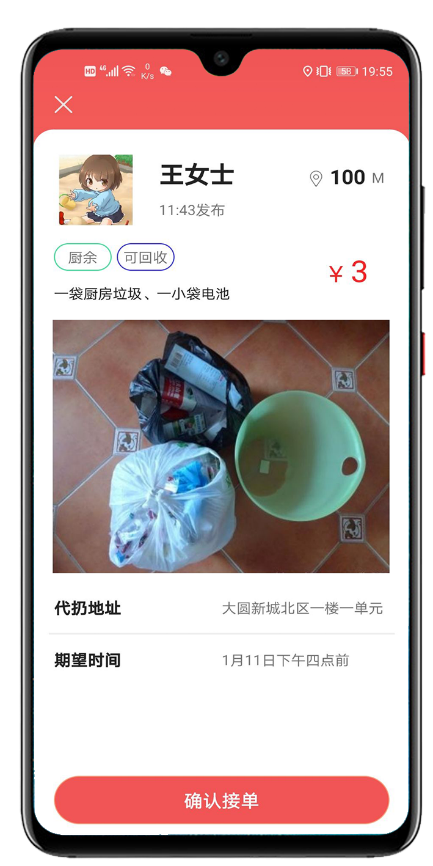 HD 4G 0 K/s 58 19:55
王女士
100 M
11:43发布
厨余 可回收
¥ 3
一袋厨房垃圾、一小袋电池
代扔地址 大圆新城北区一楼一单元
期望时间 1月11日下午四点前
确认接单